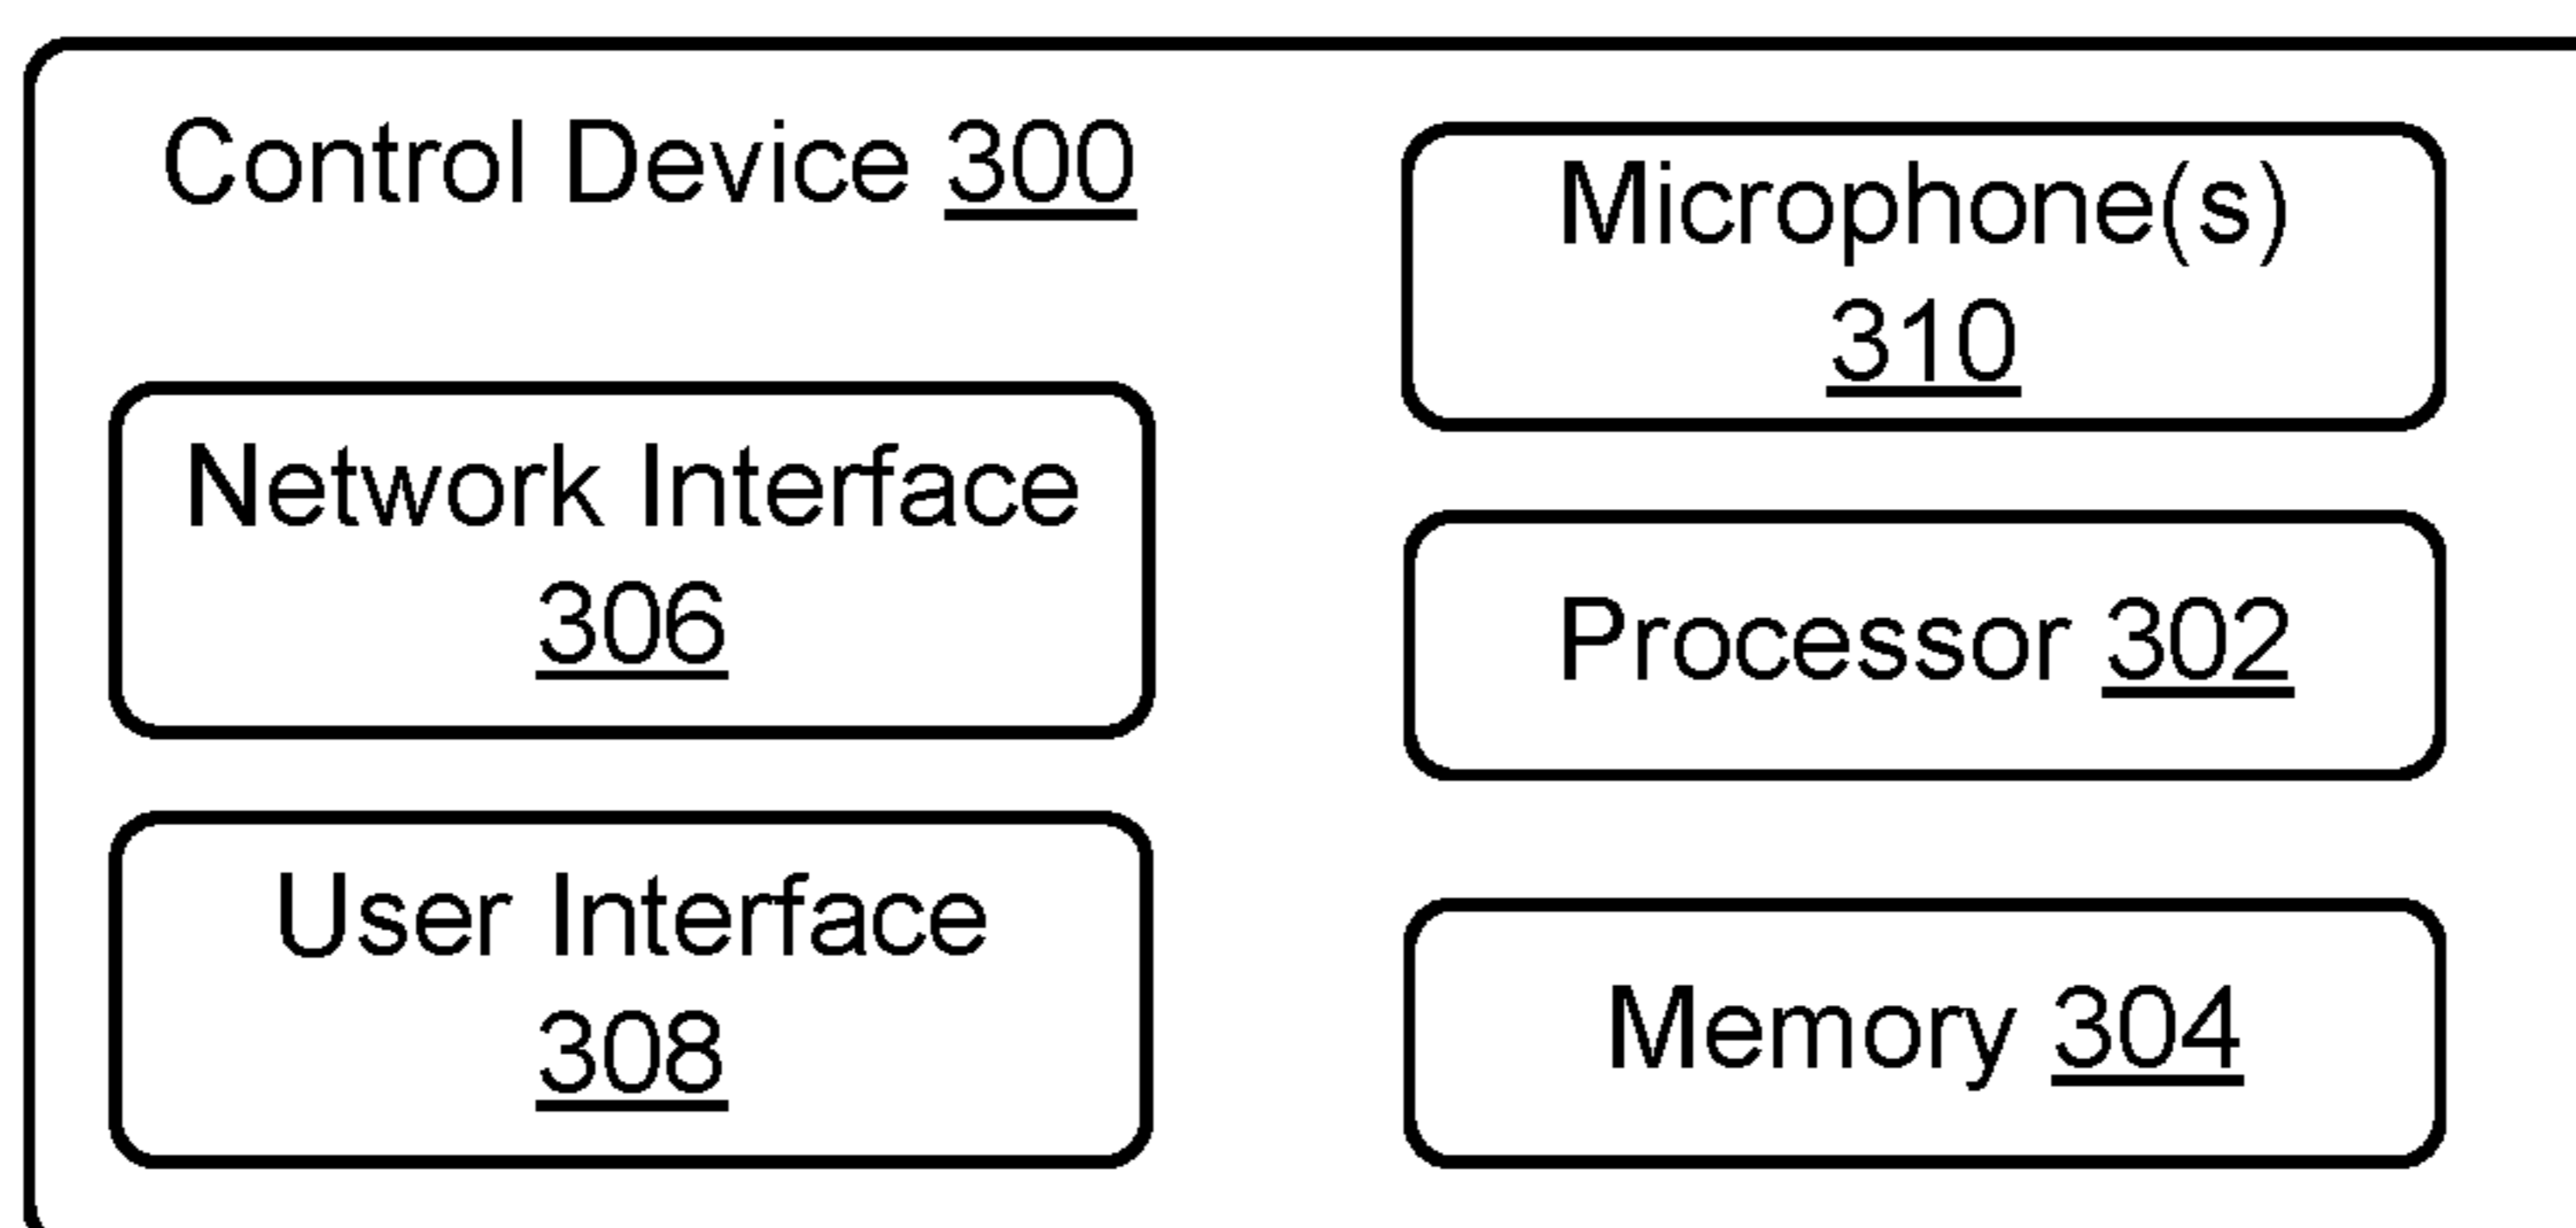 Control Device 300
Network Interface
306
User Interface
308
Microphone(s)
310
Processor 302
Memory 304